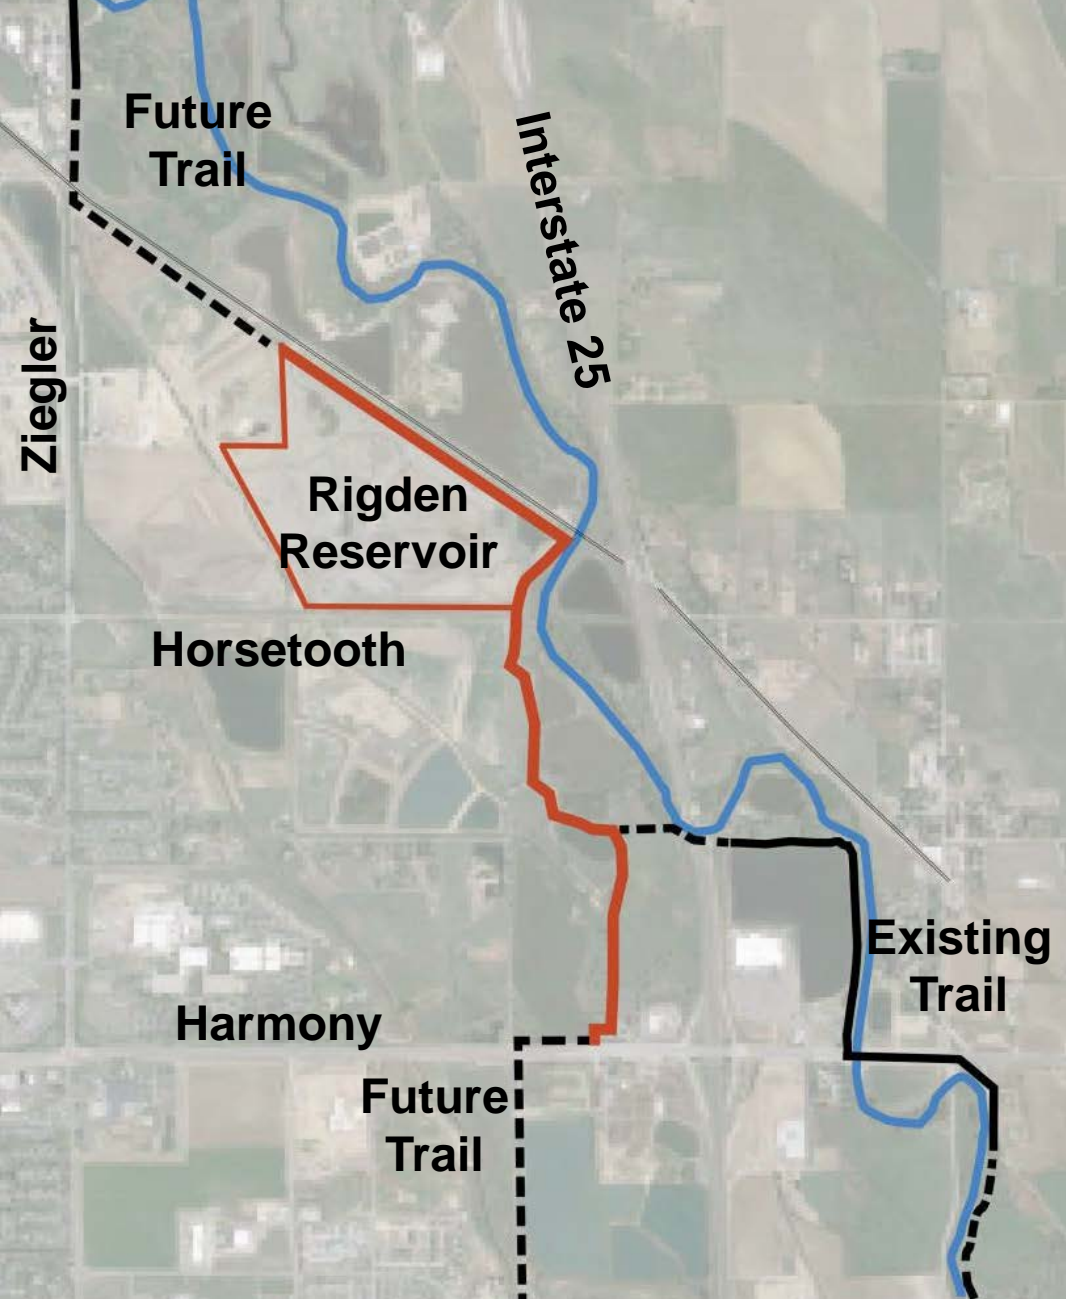 Future
Trail
Interstate 25
Ziegler
Rigden
Reservoir
Horsetooth
Existing
Trail
Harmony
Future
Trail